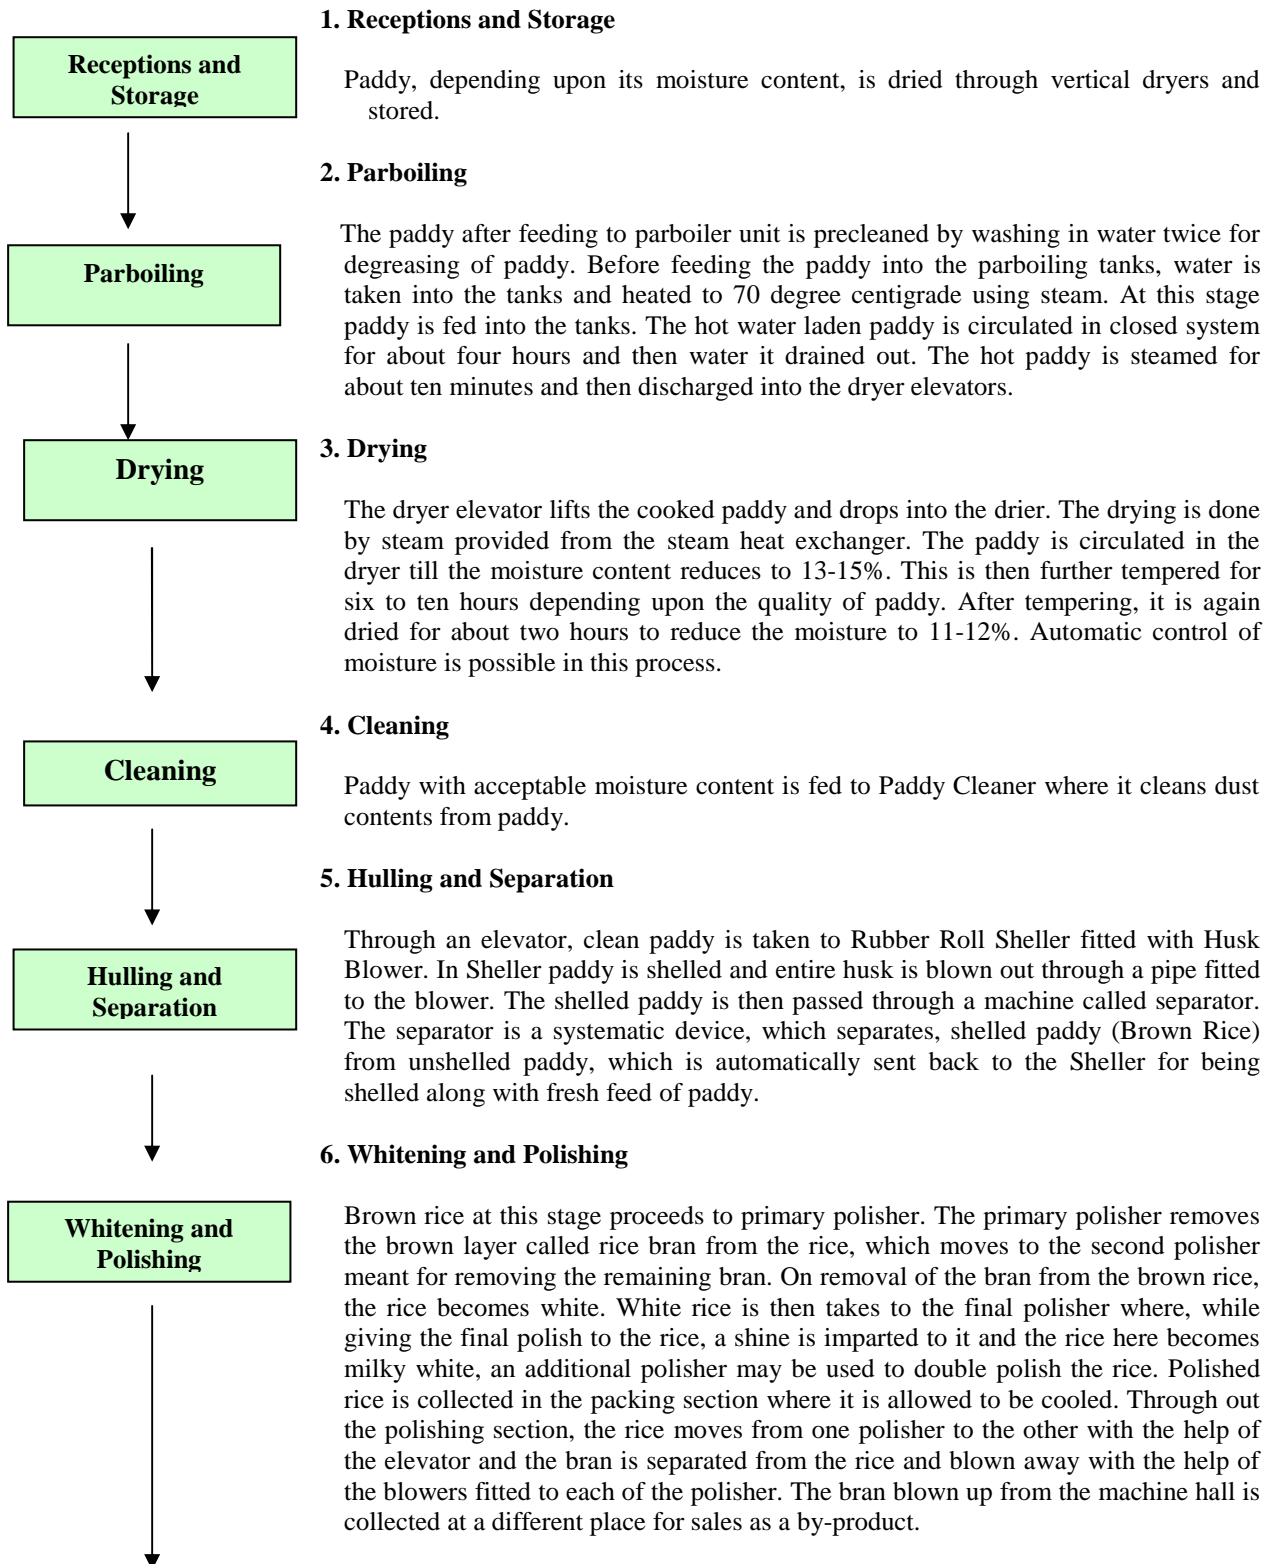 1. Receptions and Storage
Receptions and
Storage
Paddy, depending upon its moisture content, is dried through vertical dryers and
stored.
2. Parboiling
Parboiling
The paddy after feeding to parboiler unit is precleaned by washing in water twice for
degreasing of paddy. Before feeding the paddy into the parboiling tanks, water is
taken into the tanks and heated to 70 degree centigrade using steam. At this stage
paddy is fed into the tanks. The hot water laden paddy is circulated in closed system
for about four hours and then water it drained out. The hot paddy is steamed for
about ten minutes and then discharged into the dryer elevators.
3. Drying
Drying
The dryer elevator lifts the cooked paddy and drops into the drier. The drying is done
by steam provided from the steam heat exchanger. The paddy is circulated in the
dryer till the moisture content reduces to 13-15%. This is then further tempered for
six to ten hours depending upon the quality of paddy. After tempering, it is again
dried for about two hours to reduce the moisture to 11-12%. Automatic control of
moisture is possible in this process.
4. Cleaning
Cleaning
Paddy with acceptable moisture content is fed to Paddy Cleaner where it cleans dust
contents from paddy.
5. Hulling and Separation
Hulling and
Separation
Through an elevator, clean paddy is taken to Rubber Roll Sheller fitted with Husk
Blower. In Sheller paddy is shelled and entire husk is blown out through a pipe fitted
to the blower. The shelled paddy is then passed through a machine called separator.
The separator is a systematic device, which separates, shelled paddy (Brown Rice)
from unshelled paddy, which is automatically sent back to the Sheller for being
shelled along with fresh feed of paddy.
6. Whitening and Polishing
Whitening and
Polishing
Brown rice at this stage proceeds to primary polisher. The primary polisher removes
the brown layer called rice bran from the rice, which moves to the second polisher
meant for removing the remaining bran. On removal of the bran from the brown rice,
the rice becomes white. White rice is then takes to the final polisher where, while
giving the final polish to the rice, a shine is imparted to it and the rice here becomes
milky white, an additional polisher may be used to double polish the rice. Polished
rice is collected in the packing section where it is allowed to be cooled. Through out
the polishing section, the rice moves from one polisher to the other with the help of
the elevator and the bran is separated from the rice and blown away with the help of
the blowers fitted to each of the polisher. The bran blown up from the machine hall is
collected at a different place for sales as a by-product.